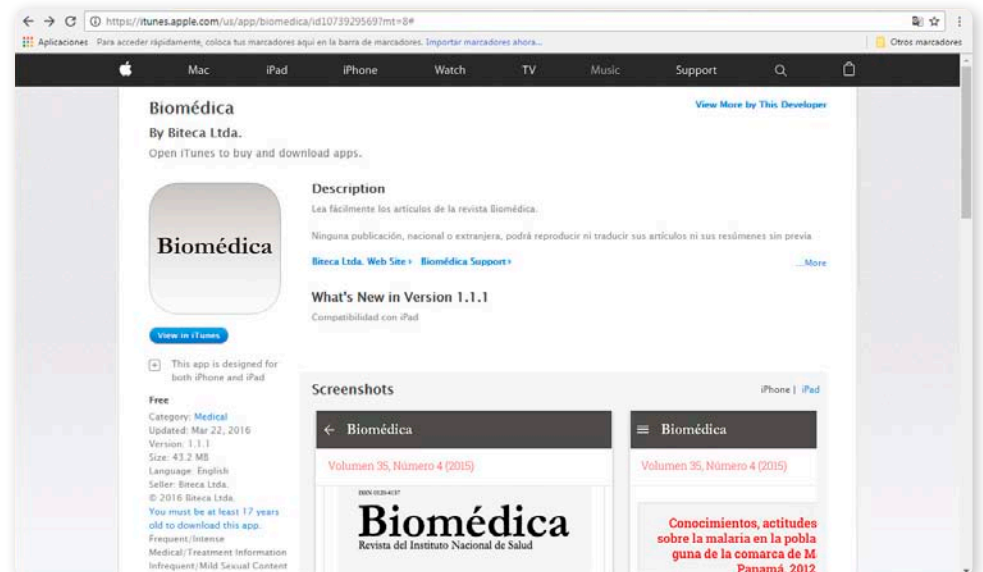 https://itunes.apple.com/us/app/biomedica/id1073929569?mt=8#
Aplicaciones Para acceder rápidamente, coloca tus marcadores aquí en la barra de marcadores. Importar marcadores ahora... Otros marcadores
Mac iPad iPhone Watch TV Music Support
Biomédica
View More by This Developer
By Biteca Ltda.
Open iTunes to buy and download apps.
Biomédica
View in iTunes
This app is designed for
both iPhone and iPad
Free
Category: Medical
Updated: Mar 22, 2016
Version: 1.1.1
Size: 43.2 MB
Language: English
Seller: Biteca Ltda.
© 2016 Biteca Ltda.
You must be at least 17 years
old to download this app.
Frequent/Intense
Medical/Treatment Information
Infrequent/Mild Sexual Content
Description
Lea fácilmente los artículos de la revista Biomédica.
Ninguna publicación, nacional o extranjera, podrá reproducir ni traducir sus artículos ni sus resúmenes sin previa
Biteca Ltda. Web Site › Biomédica Support › ...More
What's New in Version 1.1.1
Compatibilidad con iPad
Screenshots
iPhone | iPad
Biomédica
Volumen 35, Número 4 (2015)
ISSN 0120-4157
Biomédica
Revista del Instituto Nacional de Salud
Biomédica
Volumen 35, Número 4 (2015)
Conocimientos, actitudes
sobre la malaria en la pobla
guna de la comarca de M
Panamá, 2012